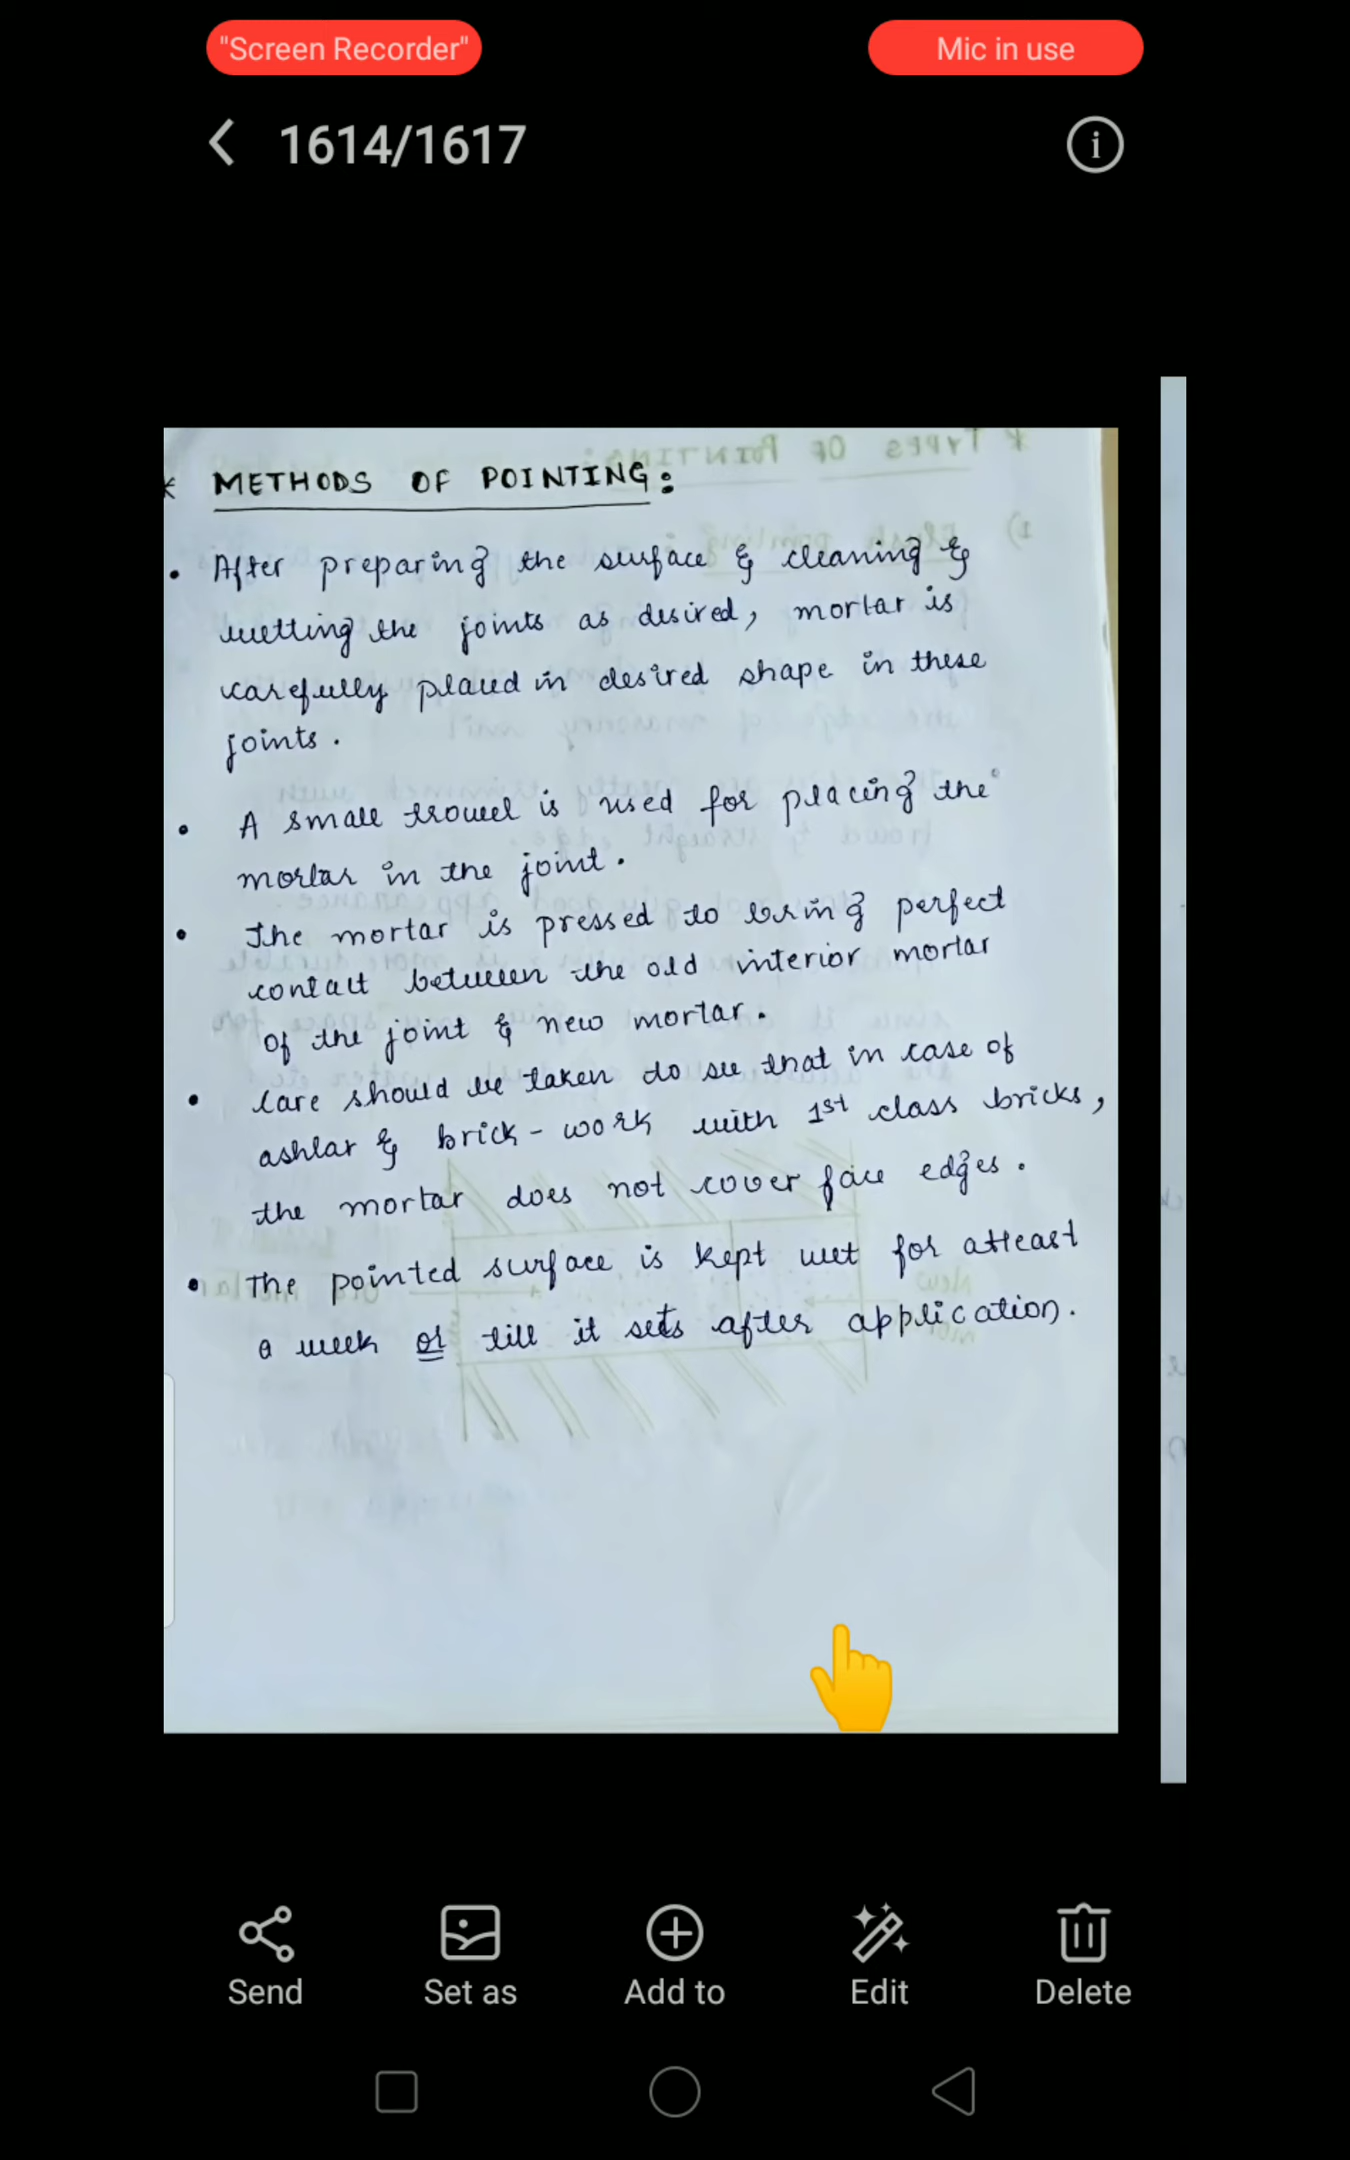 "Screen Recorder"
Mic in use
1614/1617
* METHODS OF POINTING:
• After preparing the surface & cleaning &
wetting the joints as desired, mortar is
carefully placed in desired shape in these
joints.
• A small trowel is used for placing the
mortar in the joint.
• The mortar is pressed to bring perfect
contact between the old interior mortar
of the joint & new mortar.
• Care should be taken do see that in case of
ashlar & brick-work with 1st class bricks,
the mortar does not cover face edges.
• The pointed surface is kept wet for atleast
a week or till it sets after application.
Send
Set as
Add to
Edit
Delete